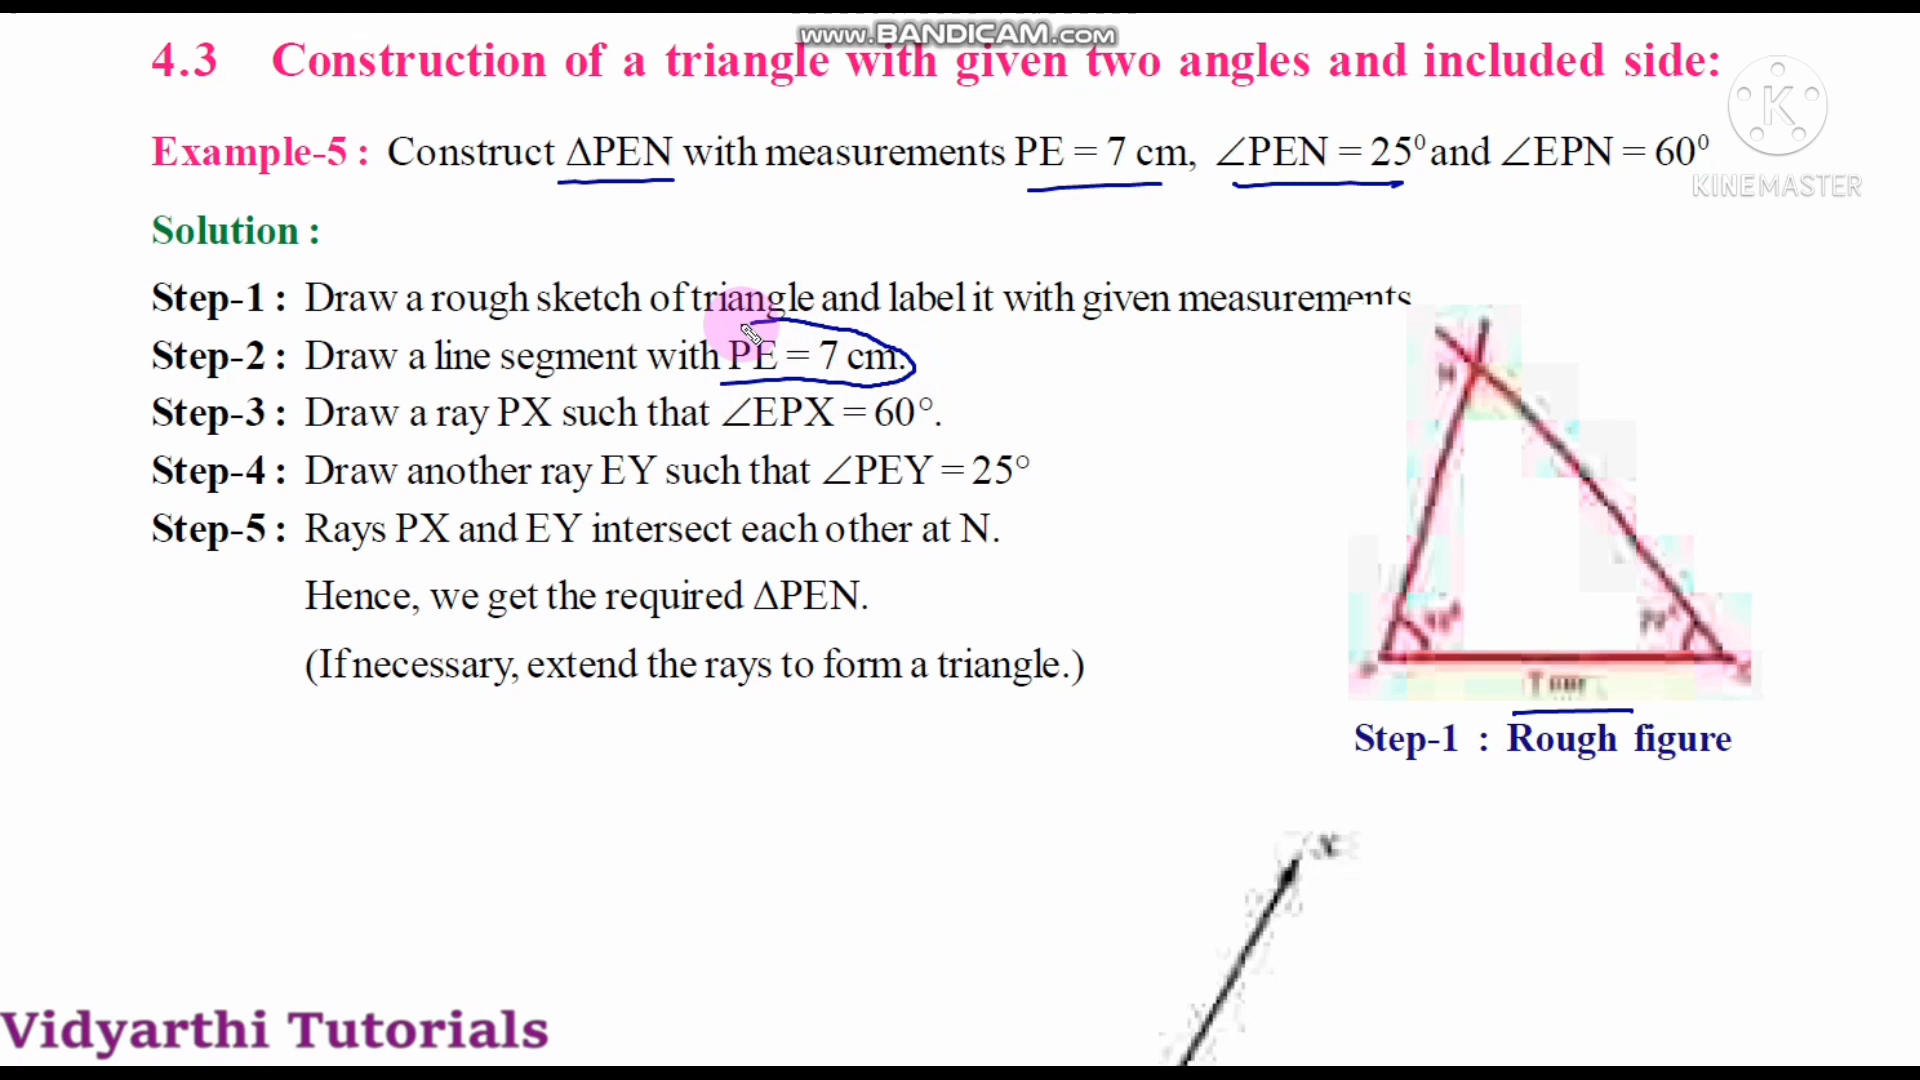 www.BANDICAM.com
4.3 Construction of a triangle with given two angles and included side:
Example-5 : Construct ΔPEN with measurements PE = 7 cm, ∠PEN = 25⁰ and ∠EPN = 60⁰
K
KINEMASTER
Solution :
Step-1 : Draw a rough sketch of triangle and label it with given measurements
Step-2 : Draw a line segment with PE = 7 cm.
Step-3 : Draw a ray PX such that ∠EPX = 60°.
Step-4 : Draw another ray EY such that ∠PEY = 25°
Step-5 : Rays PX and EY intersect each other at N.
Hence, we get the required ΔPEN.
(If necessary, extend the rays to form a triangle.)
7 cm
Step-1 : Rough figure
X
Vidyarthi Tutorials